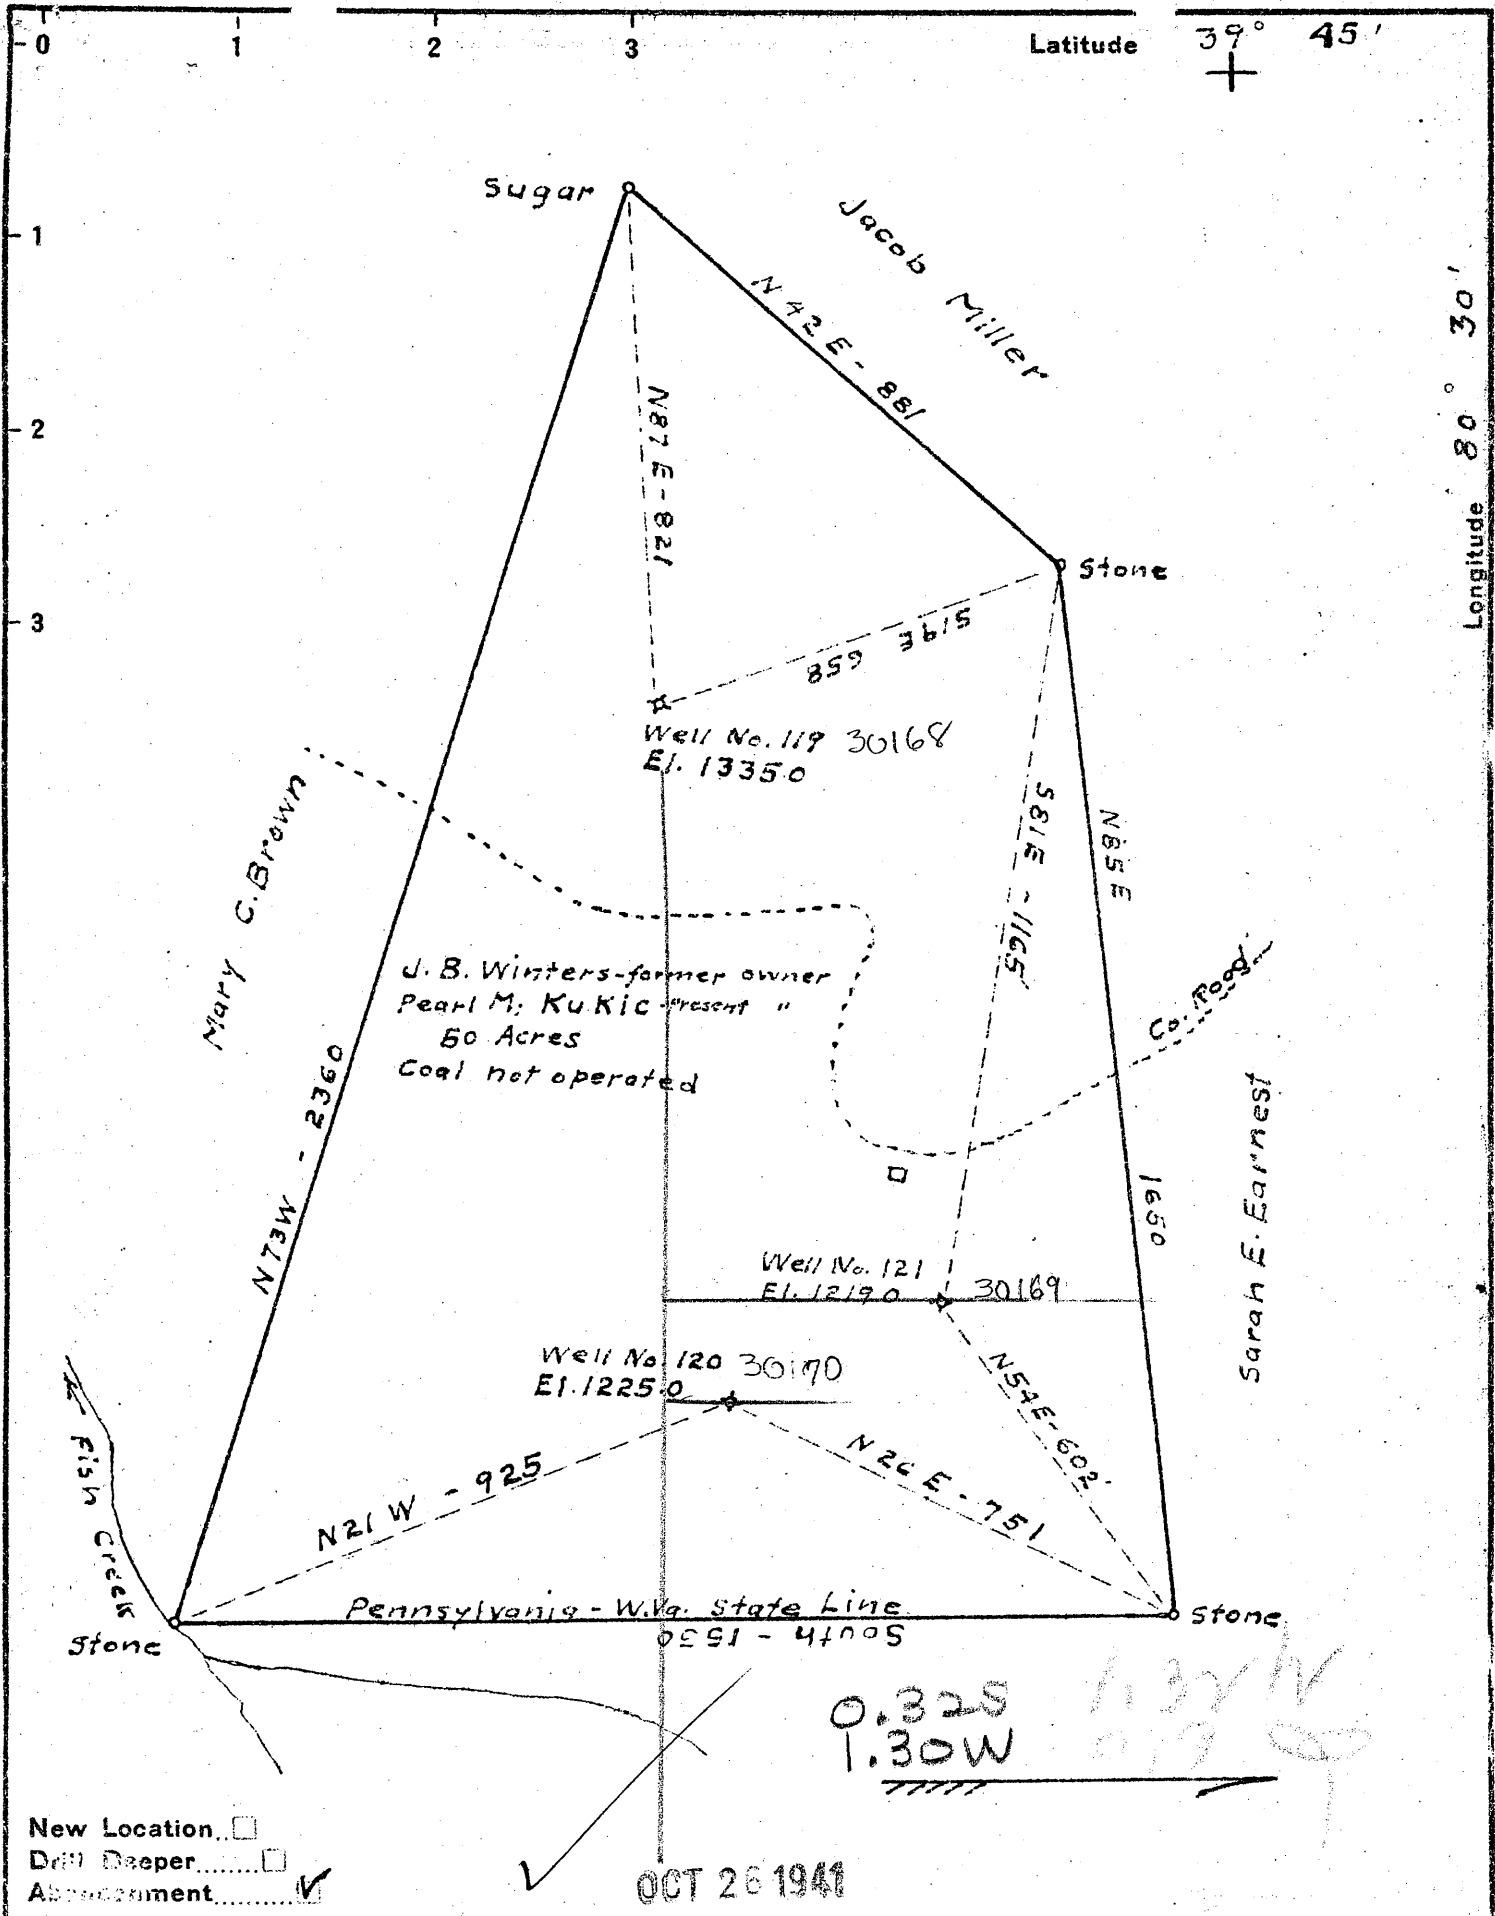 0 1 2 3 Latitude 39° 45'
1
2
3
Longitude 80° 30'
Sugar
Jacob Miller
N 42 E - 881
N87E - 821
Stone
S19E 658
Well No. 119 30168
El. 1335.0
S81E - 1165'
N85E 1650
Mary C. Brown
J. B. Winters - former owner
Pearl M. Kukic - Present "
60 Acres
Coal not operated
Co. Road
N73W - 2360
Sarah E. Earnest
Well No. 121
El. 1219.0 30169
Well No. 120 30170
El. 1225.0
N54E - 602'
Fish Creek
N21 W - 925
N 26 E - 751
Pennsylvania - W.Va. State Line
South - 1530
Stone
Stone
0.32S
1.30W
New Location
Drill Deeper
Abandonment
OCT 26 1941